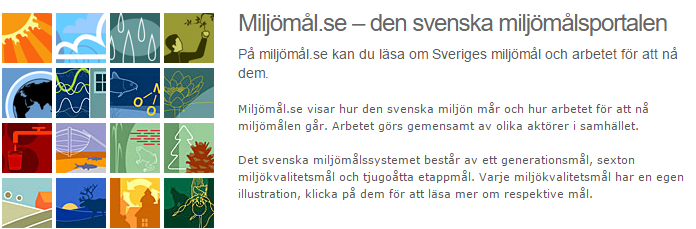 Miljömål.se – den svenska miljömålsportalen
På miljömål.se kan du läsa om Sveriges miljömål och arbetet för att nå
dem.
Miljömål.se visar hur den svenska miljön mår och hur arbetet för att nå
miljömålen går. Arbetet görs gemensamt av olika aktörer i samhället.
Det svenska miljömålssystemet består av ett generationsmål, sexton
miljökvalitetsmål och tjugoåtta etappmål. Varje miljökvalitetsmål har en egen
illustration, klicka på dem för att läsa mer om respektive mål.